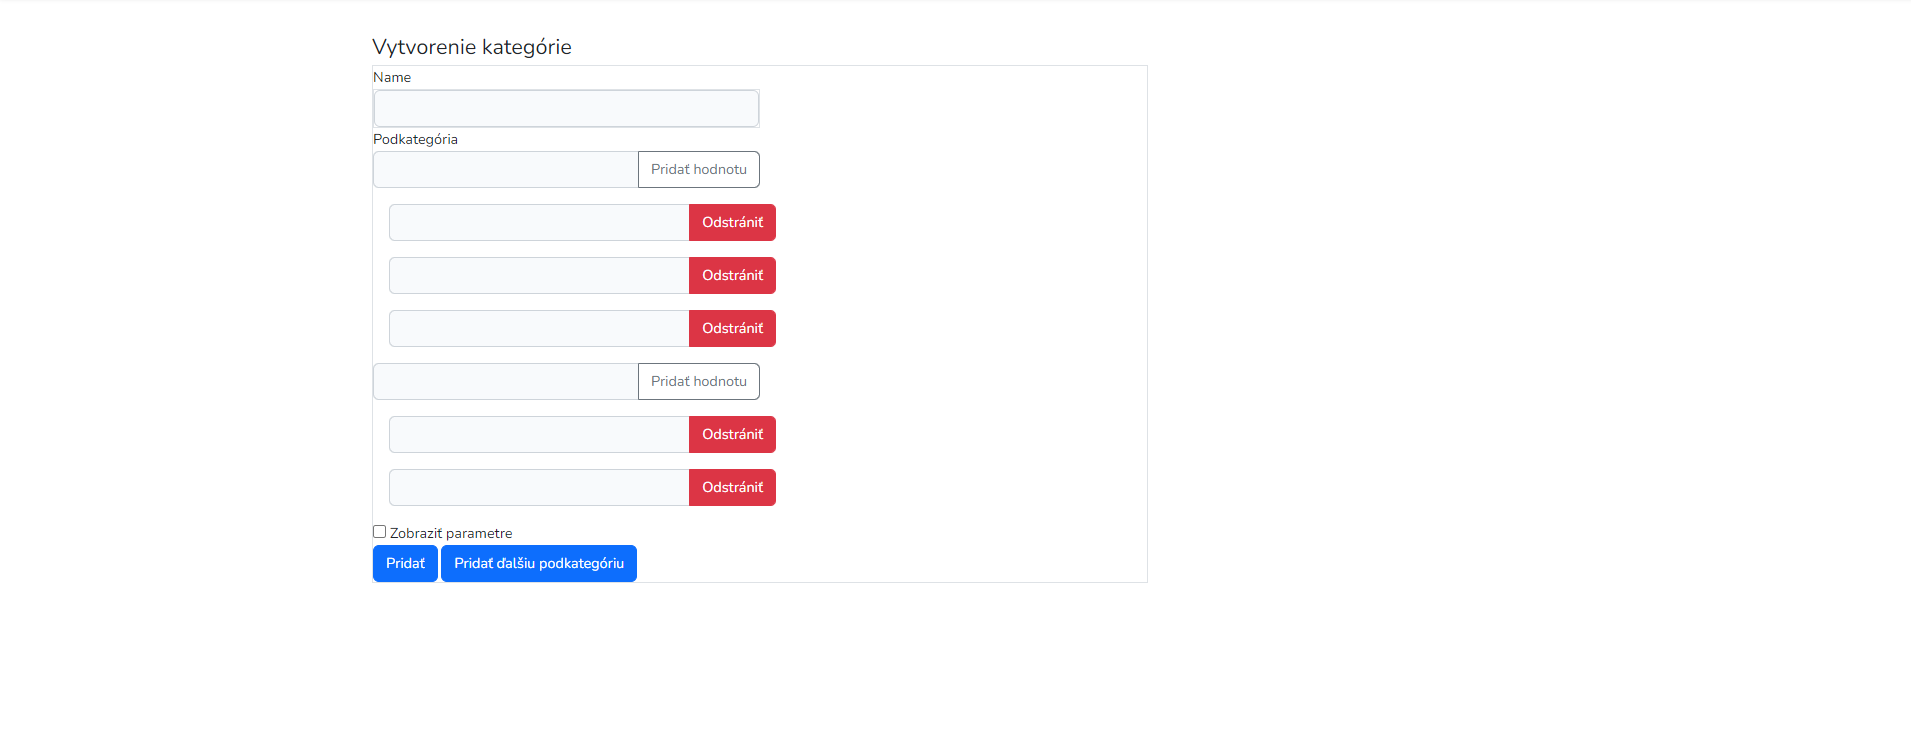 Vytvorenie kategórie
Name
Podkategória
Pridať hodnotu
Odstrániť
Odstrániť
Odstrániť
Pridať hodnotu
Odstrániť
Odstrániť
Zobraziť parametre
Pridať Pridať ďalšiu podkategóriu